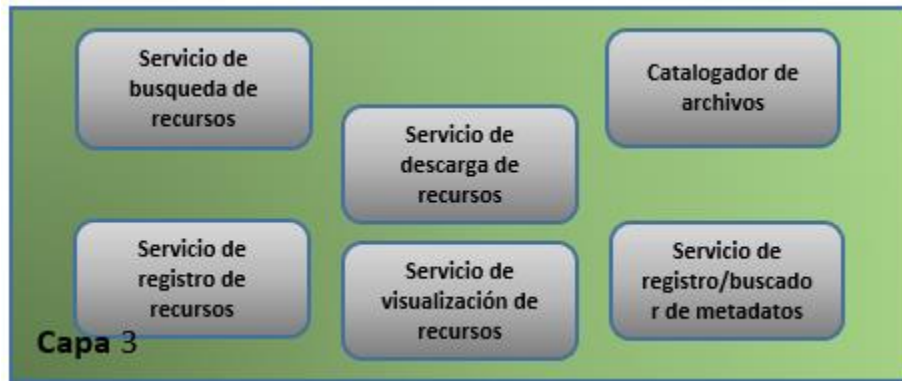 Servicio de
busqueda de
recursos
Catalogador de
archivos
Servicio de
descarga de
recursos
Servicio de
registro de
recursos
Servicio de
visualización de
recursos
Servicio de
registro/buscado
r de metadatos
Capa 3